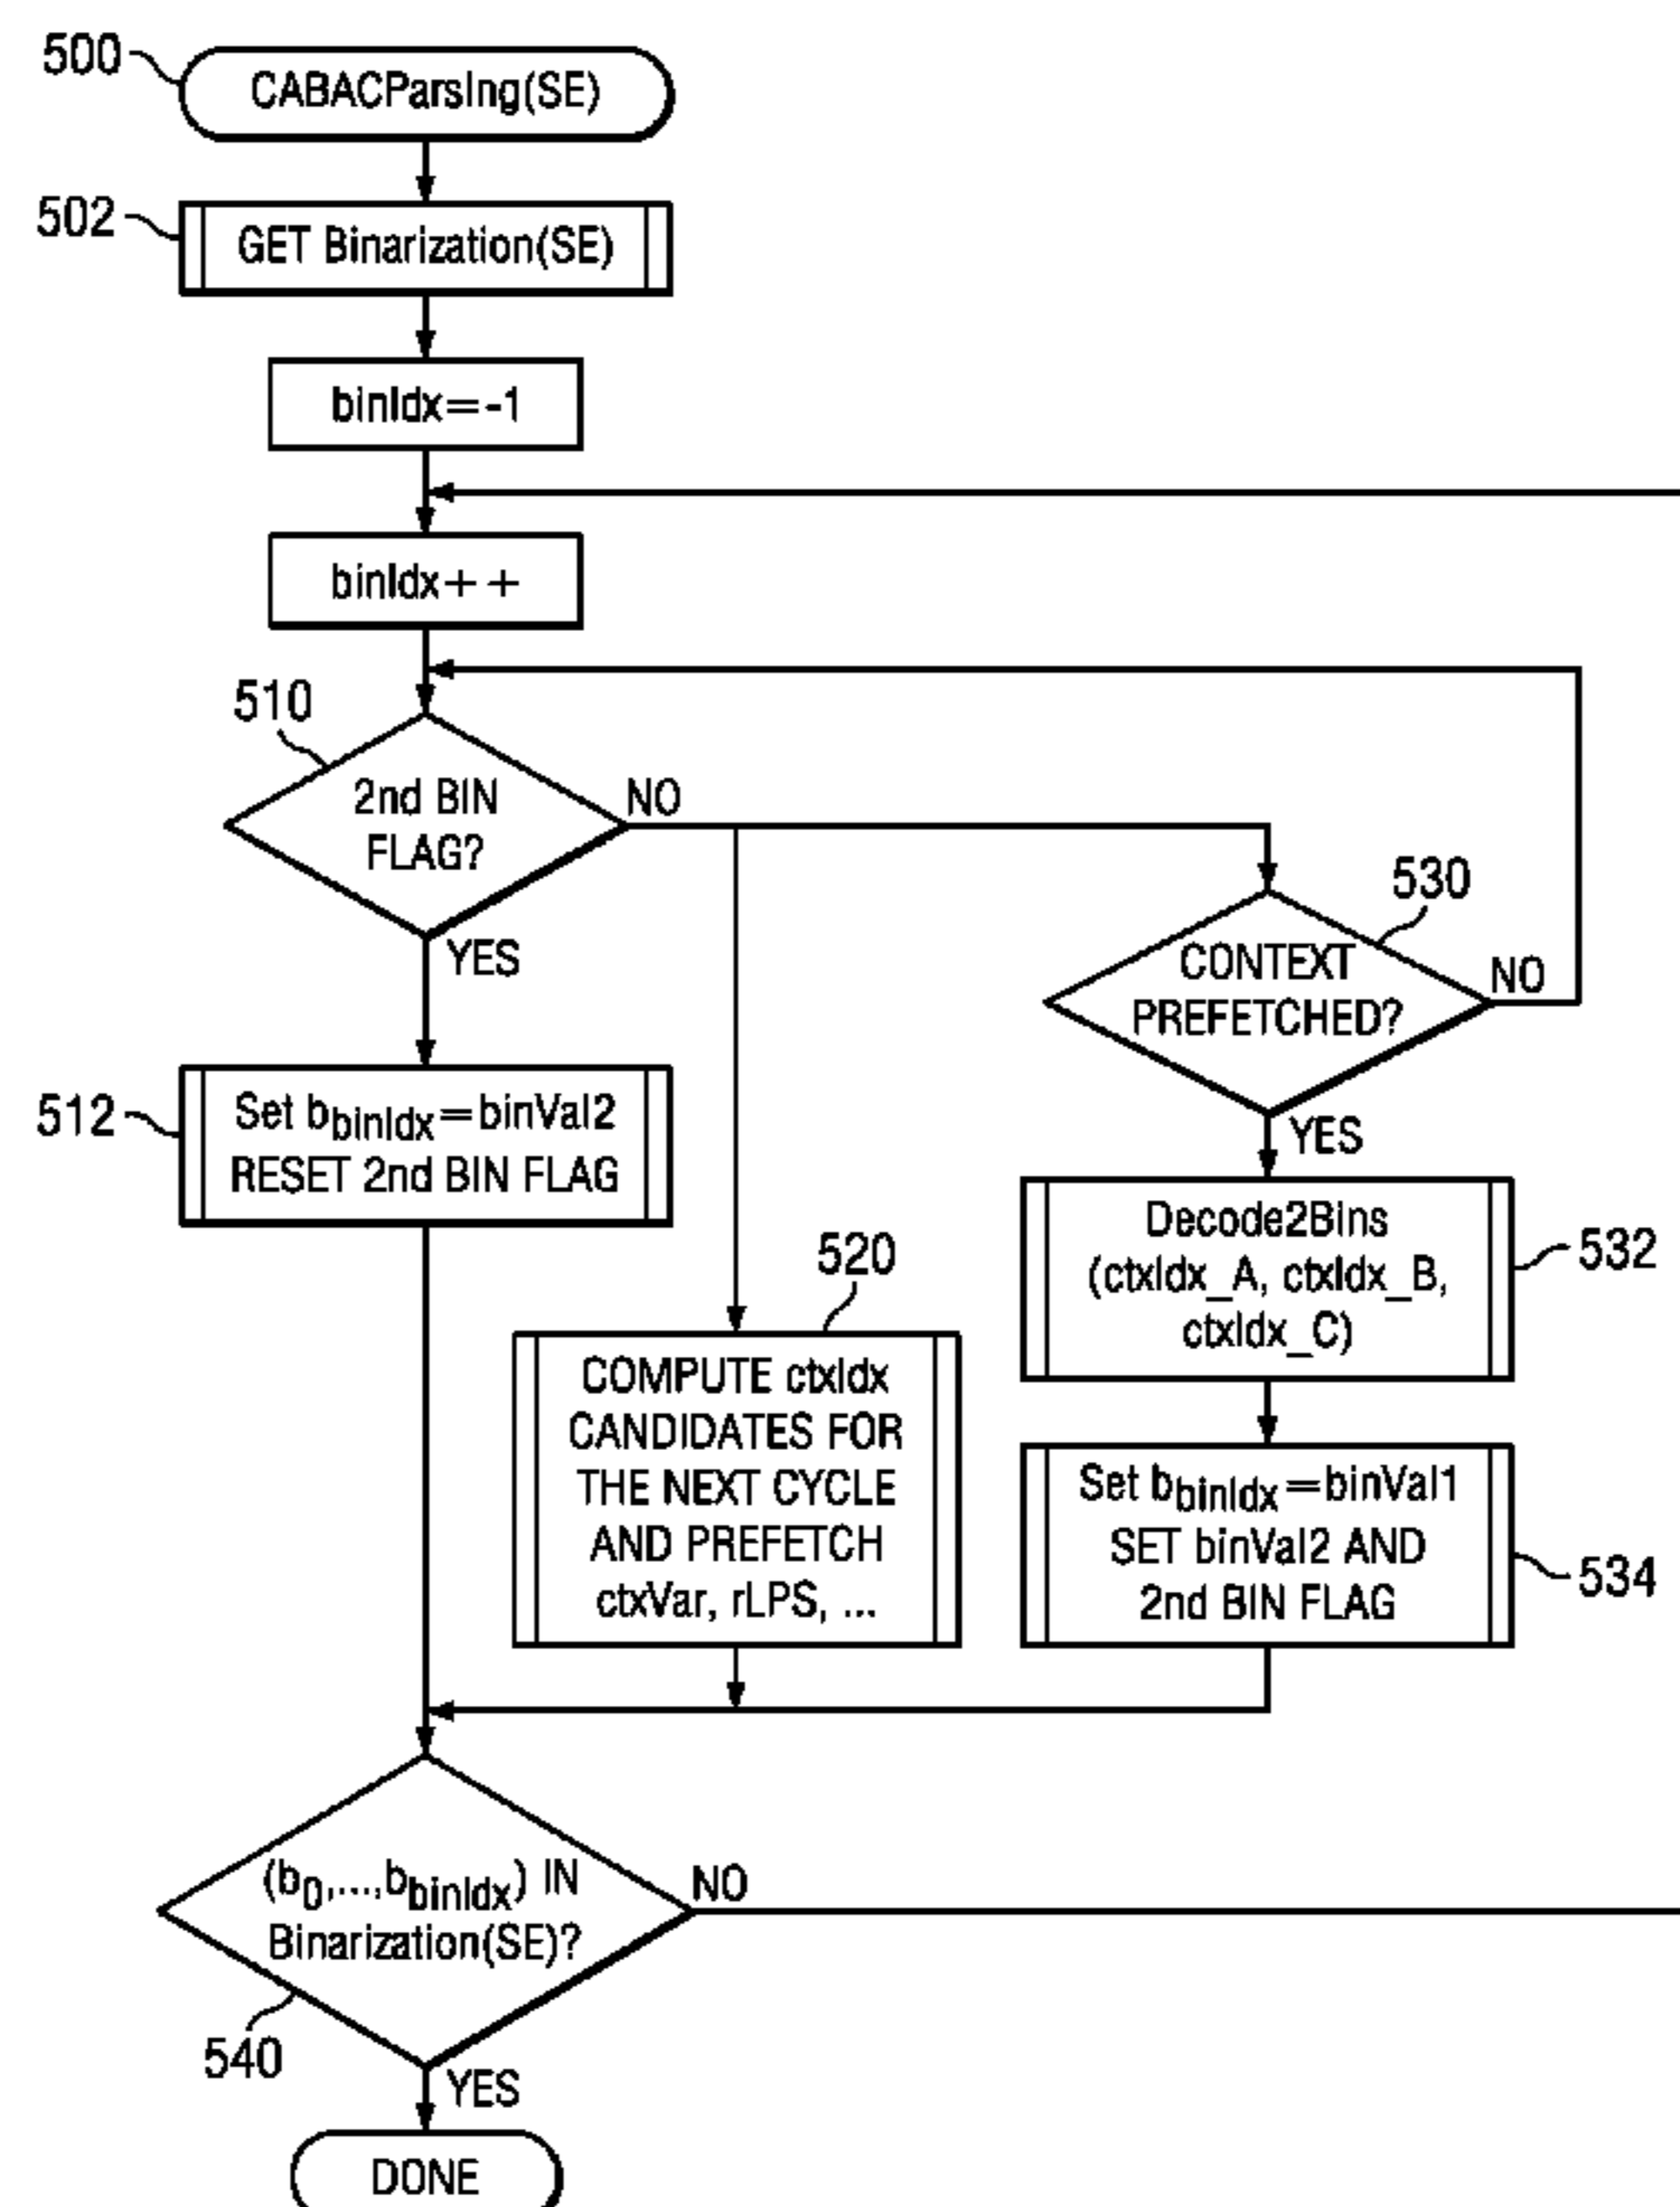 500
CABACParsIng(SE)
502
GET Binarization(SE)
binIdx=-1
binIdx++
510
2nd BIN
FLAG?
NO
YES
530
CONTEXT
PREFETCHED?
NO
YES
512
Set bbinIdx=binVal2
RESET 2nd BIN FLAG
520
COMPUTE ctxIdx
CANDIDATES FOR
THE NEXT CYCLE
AND PREFETCH
ctxVar, rLPS, ...
Decode2Bins
(ctxIdx_A, ctxIdx_B,
ctxIdx_C)
532
Set bbinIdx=binVal1
SET binVal2 AND
2nd BIN FLAG
534
(b0,...,bbinIdx) IN
Binarization(SE)?
NO
540
YES
DONE